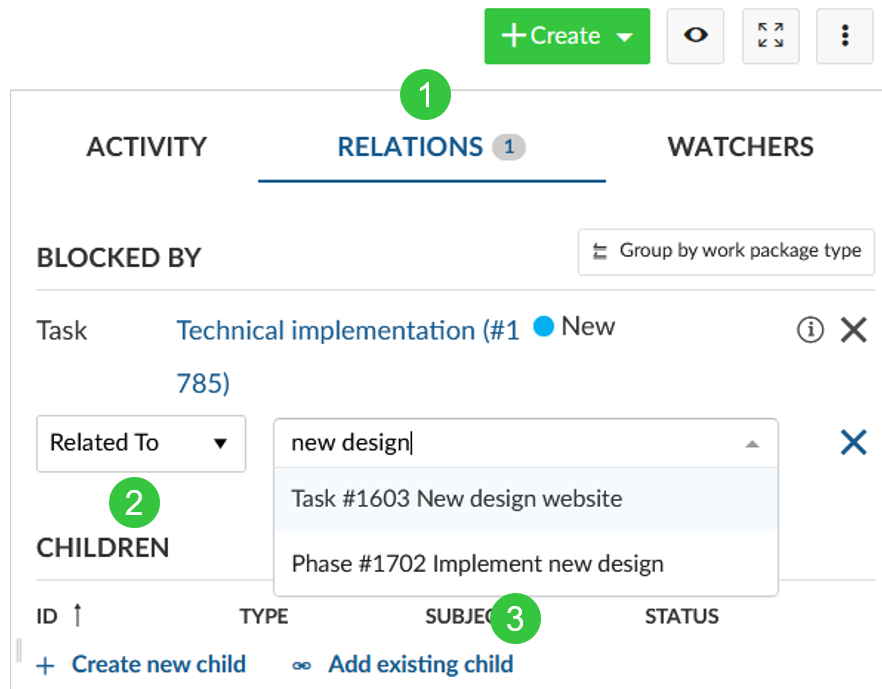 + Create
1
ACTIVITY RELATIONS 1 WATCHERS
BLOCKED BY Group by work package type
Task Technical implementation (#1 New
785)
Related To new design
Task #1603 New design website
2
CHILDREN
Phase #1702 Implement new design
ID ↑ TYPE SUBJEC 3 STATUS
+ Create new child Add existing child